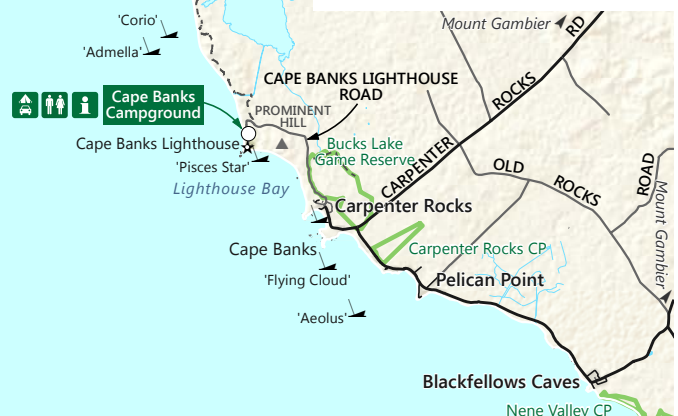 'Corio'
Mount Gambier
RD
'Admella'
CAPE BANKS LIGHTHOUSE
ROAD
ROCKS
Cape Banks
Campground
PROMINENT
HILL
Cape Banks Lighthouse
Bucks Lake
Game Reserve
'Pisces Star'
CARPENTER
OLD
ROCKS
ROAD
Lighthouse Bay
Mount Gambier
Carpenter Rocks
Cape Banks
Carpenter Rocks CP
'Flying Cloud'
Pelican Point
'Aeolus'
Blackfellows Caves
Nene Valley CP